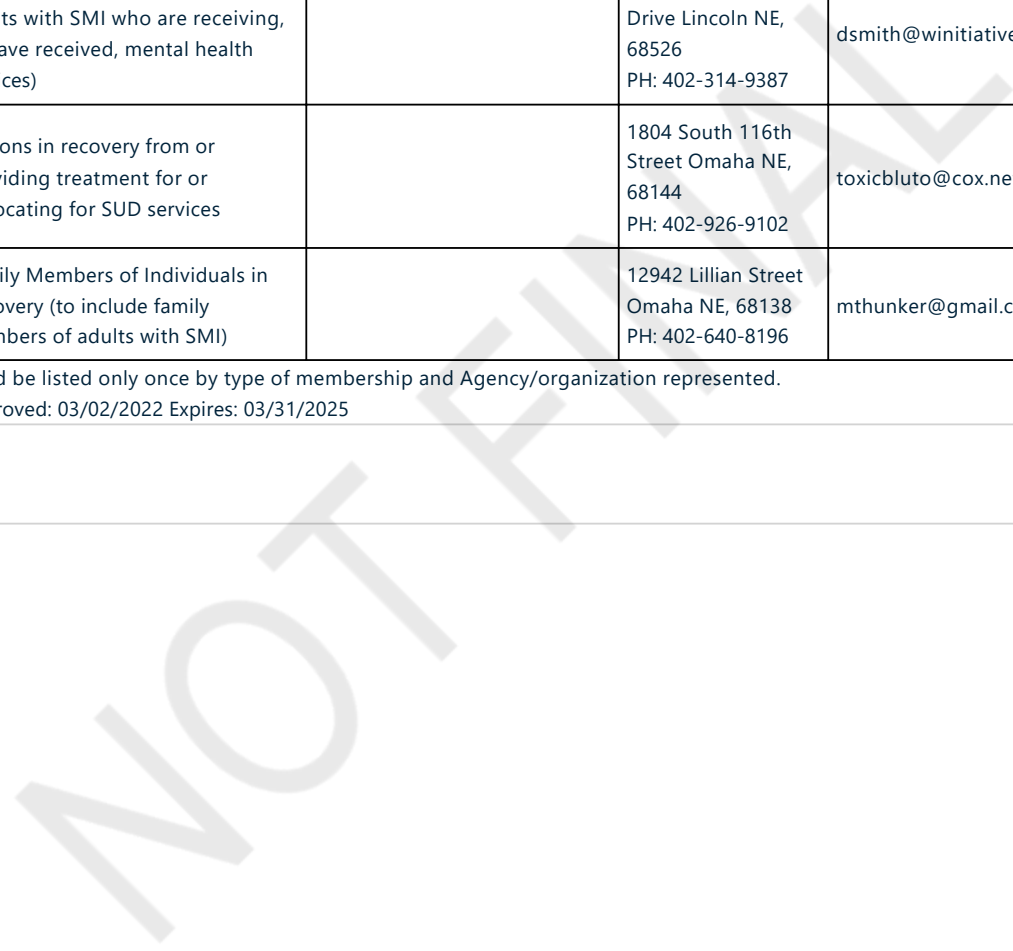 ts with SMI who are receiving,
ave received, mental health
ces)
Drive Lincoln NE,
68526
PH: 402-314-9387
dsmith@winitiative
ons in recovery from or
viding treatment for or
ocating for SUD services
1804 South 116th
Street Omaha NE,
68144
PH: 402-926-9102
toxicbluto@cox.ne
ily Members of Individuals in
overy (to include family
bers of adults with SMI)
12942 Lillian Street
Omaha NE, 68138
PH: 402-640-8196
mthunker@gmail.c
d be listed only once by type of membership and Agency/organization represented.
roved: 03/02/2022 Expires: 03/31/2025
NOT FINAL